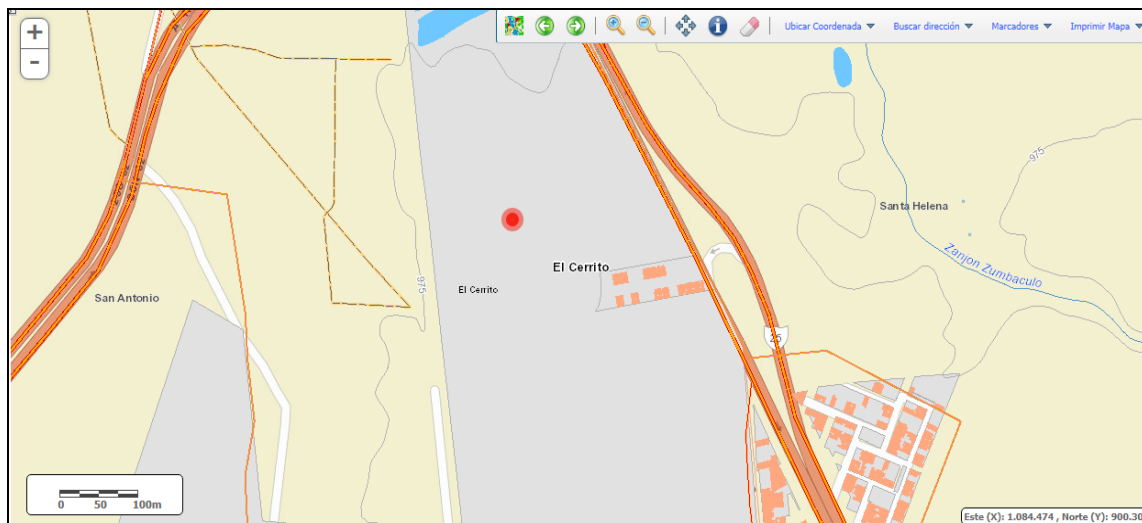 +
-
Ubicar Coordenada
Buscar dirección
Marcadores
Imprimir Mapa
975
Santa Helena
Zanjon Zumbaculo
El Cerrito
975
El Cerrito
San Antonio
25
0 50 100m
Este (X): 1.084.474 , Norte (Y): 900.30